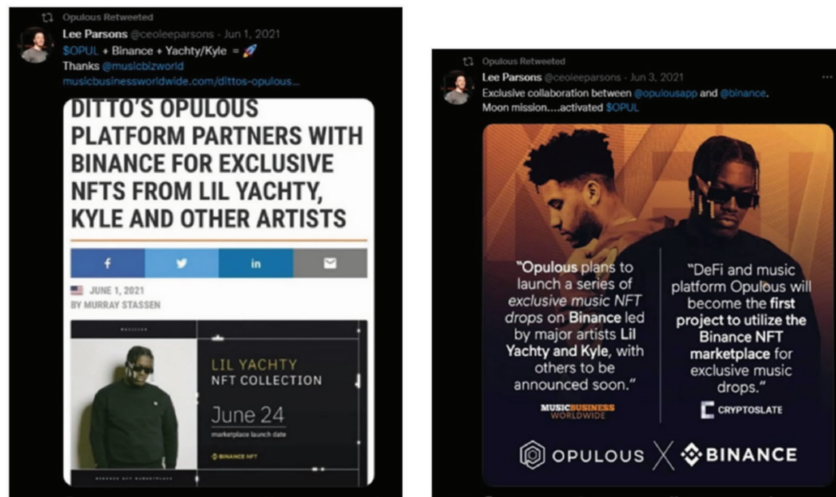 Opulous Retweeted
Lee Parsons @ceoleeparsons · Jun 1, 2021
$OPUL + Binance + Yachty/Kyle = 🚀
Thanks @musicbizworld
musicbusinessworldwide.com/dittos-opulous...
DITTO'S OPULOUS
PLATFORM PARTNERS WITH
BINANCE FOR EXCLUSIVE
NFTS FROM LIL YACHTY,
KYLE AND OTHER ARTISTS
f
in
JUNE 1, 2021
BY MURRAY STASSEN
LIL YACHTY
NFT COLLECTION
June 24
marketplace launch date
BINANCE NFT
BINANCE NFT MARKETPLACE
Opulous Retweeted
Lee Parsons @ceoleeparsons · Jun 3, 2021
Exclusive collaboration between @opulousapp and @binance.
Moon mission....activated $OPUL
"Opulous plans to
launch a series of
exclusive music NFT
drops on Binance led
by major artists Lil
Yachty and Kyle, with
others to be
announced soon."
MUSICBUSINESS
WORLDWIDE
"DeFi and music
platform Opulous will
become the first
project to utilize the
Binance NFT
marketplace for
exclusive music
drops."
CRYPTOSLATE
OPULOUS X BINANCE